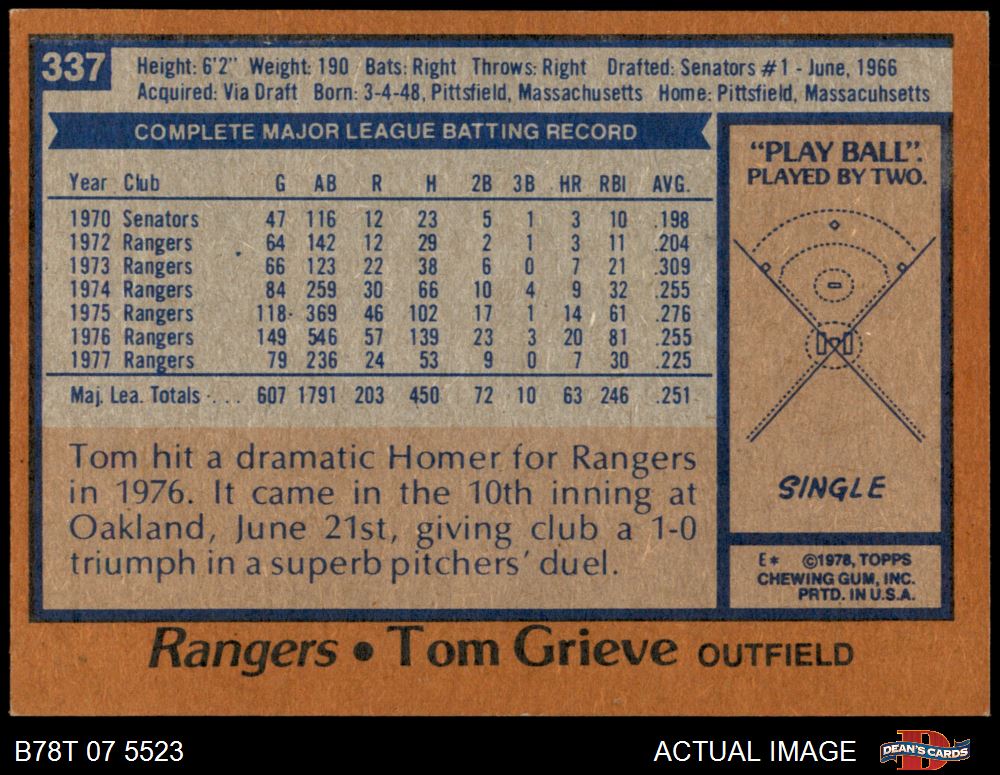 337
Height: 6'2" Weight: 190 Bats: Right Throws: Right Drafted: Senators #1 - June, 1966
Acquired: Via Draft Born: 3-4-48, Pittsfield, Massachusetts Home: Pittsfield, Massacuhsetts
COMPLETE MAJOR LEAGUE BATTING RECORD
Year Club G AB R H 2B 3B HR RBI AVG.
1970 Senators 47 116 12 23 5 1 3 10 .198
1972 Rangers 64 142 12 29 2 1 3 11 .204
1973 Rangers 66 123 22 38 6 0 7 21 .309
1974 Rangers 84 259 30 66 10 4 9 32 .255
1975 Rangers 118 369 46 102 17 1 14 61 .276
1976 Rangers 149 546 57 139 23 3 20 81 .255
1977 Rangers 79 236 24 53 9 0 7 30 .225
Maj. Lea. Totals . . . 607 1791 203 450 72 10 63 246 .251
Tom hit a dramatic Homer for Rangers
in 1976. It came in the 10th inning at
Oakland, June 21st, giving club a 1-0
triumph in a superb pitchers' duel.
"PLAY BALL".
PLAYED BY TWO.
SINGLE
E* ©1978, TOPPS
CHEWING GUM, INC.
PRTD. IN U.S.A.
Rangers • Tom Grieve OUTFIELD
B78T 07 5523
ACTUAL IMAGE
D
DEAN'S CARDS